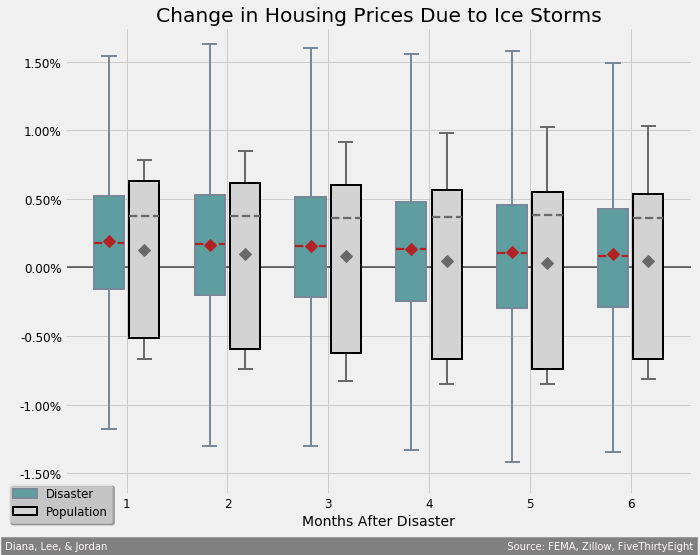 Change in Housing Prices Due to Ice Storms
1.50%
1.00%
0.50%
0.00%
-0.50%
-1.00%
-1.50%
1 2 3 4 5 6
Disaster
Population
Months After Disaster
Diana, Lee, & Jordan
Source: FEMA, Zillow, FiveThirtyEight